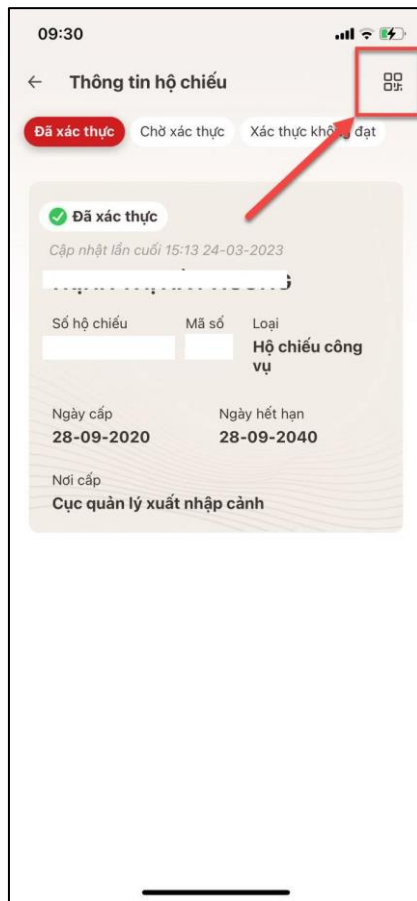 09:30
Thông tin hộ chiếu
Đã xác thực Chờ xác thực Xác thực không đạt
Đã xác thực
Cập nhật lần cuối 15:13 24-03-2023
Số hộ chiếu Mã số Loại
Hộ chiếu công
vụ
Ngày cấp Ngày hết hạn
28-09-2020 28-09-2040
Nơi cấp
Cục quản lý xuất nhập cảnh